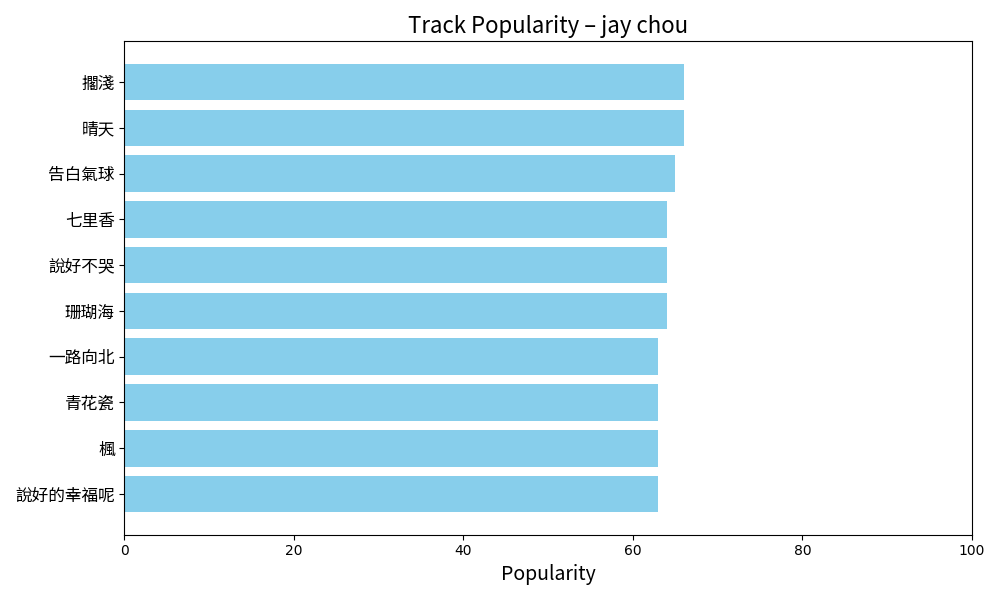 Track Popularity – jay chou
擱淺
晴天
告白氣球
七里香
說好不哭
珊瑚海
一路向北
青花瓷
楓
說好的幸福呢
0 20 40 60 80 100
Popularity